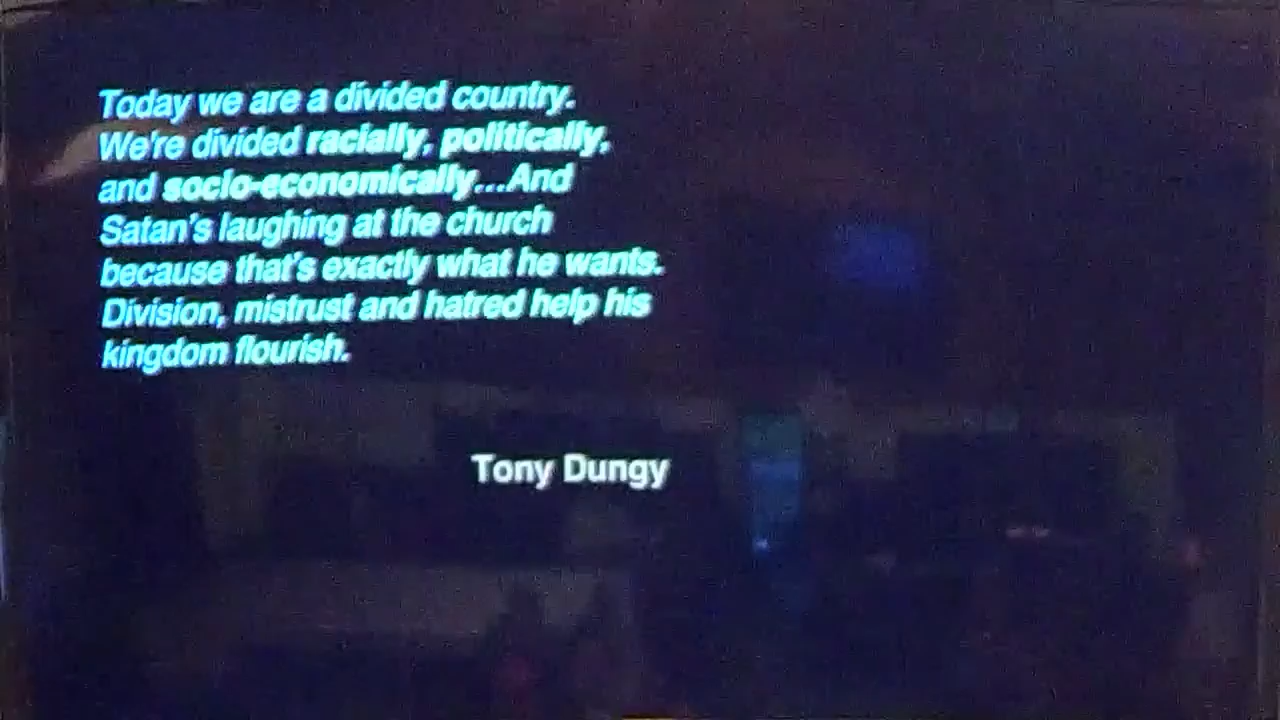 Today we are a divided country.
We're divided racially, politically,
and socio-economically...And
Satan's laughing at the church
because that's exactly what he wants.
Division, mistrust and hatred help his
kingdom flourish.
Tony Dungy